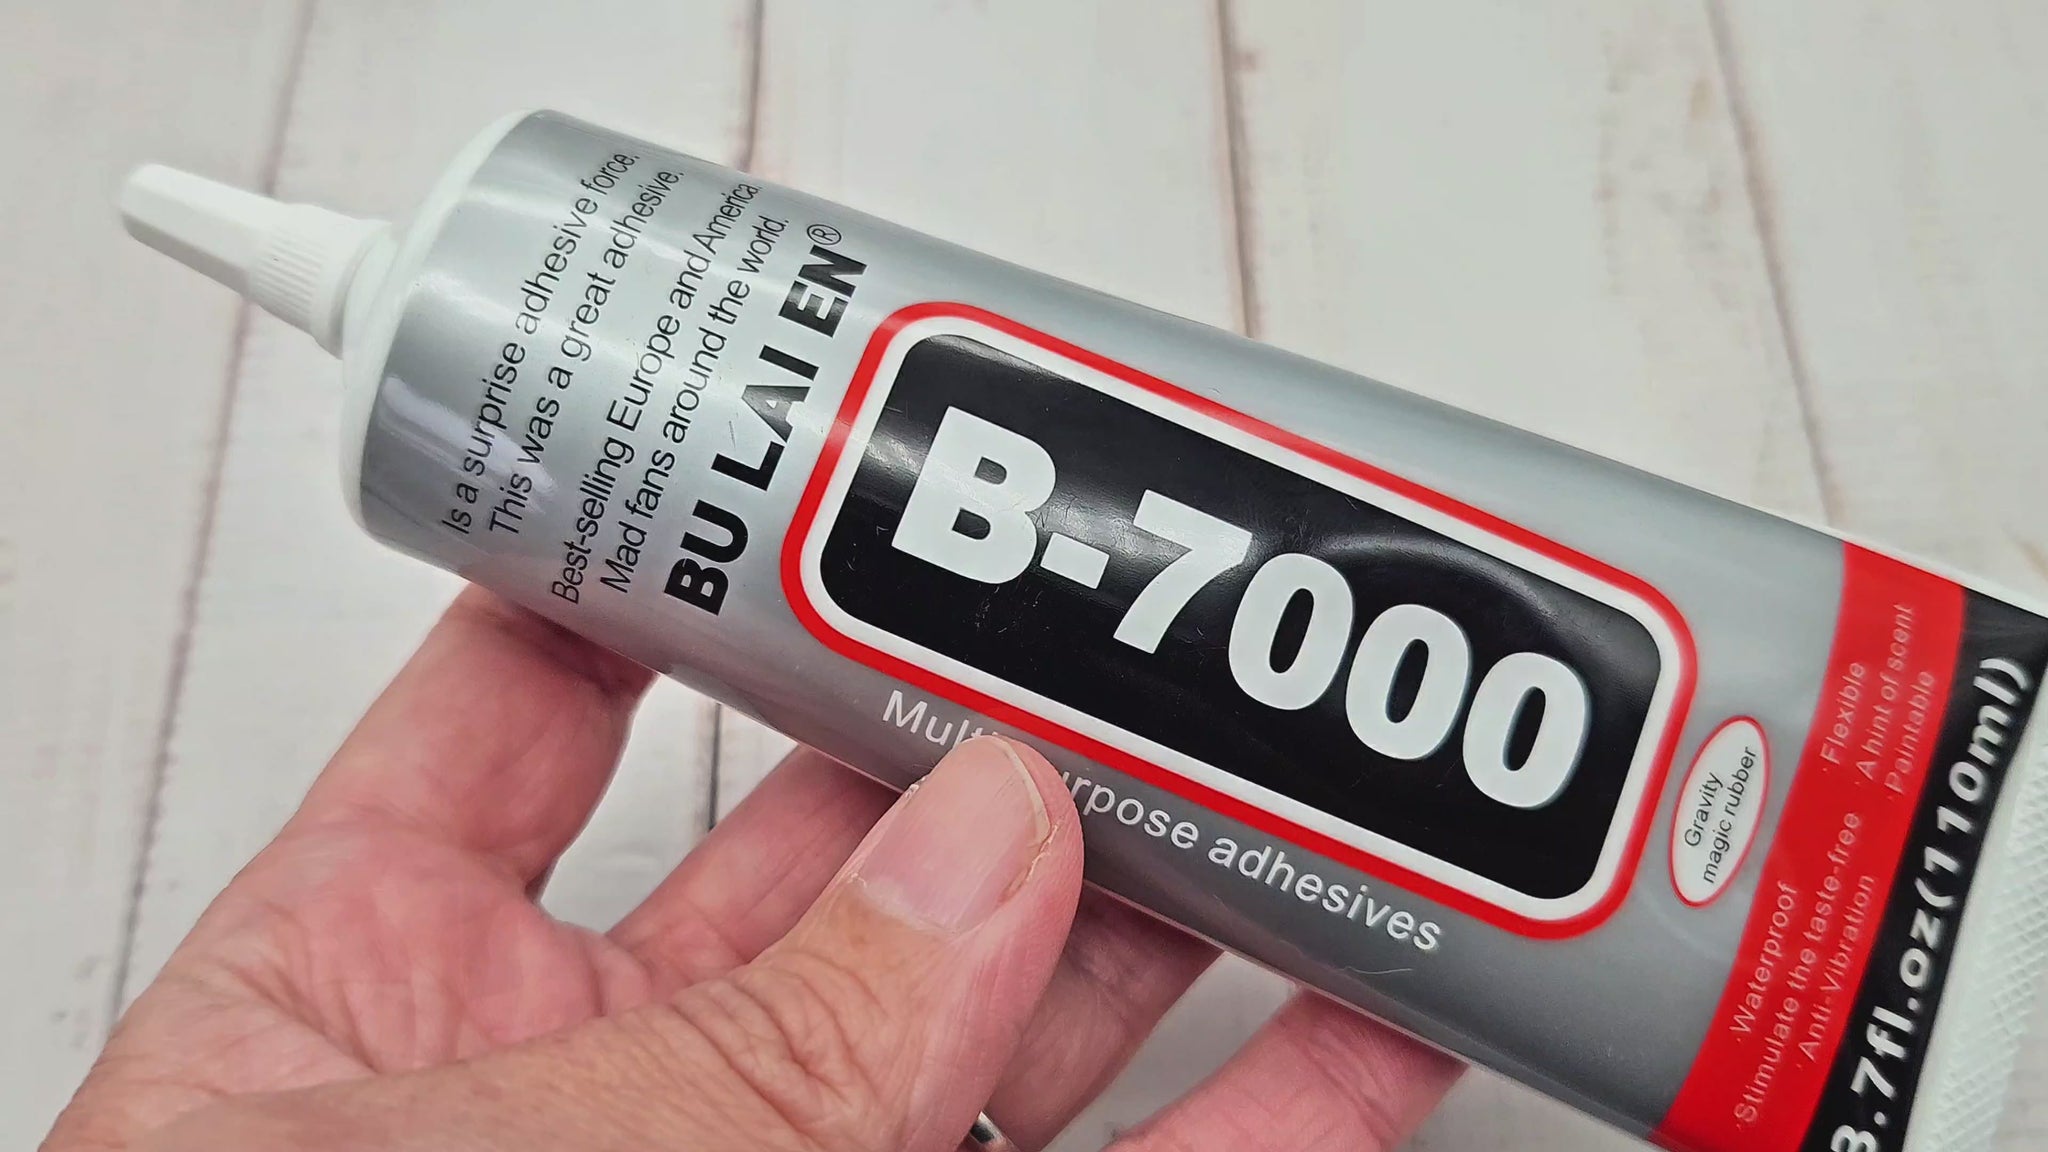 Is a surprise adhesive force.
This was a great adhesive.
Best-selling Europe and America.
Mad fans around the world.
BU LAI EN®
B-7000
Multipurpose adhesives
Gravity
magic rubber
· Flexible
· A hint of scent
· Paintable
· Waterproof
· Stimulate the taste-free
· Anti-Vibration
3.7fl.oz(110ml)